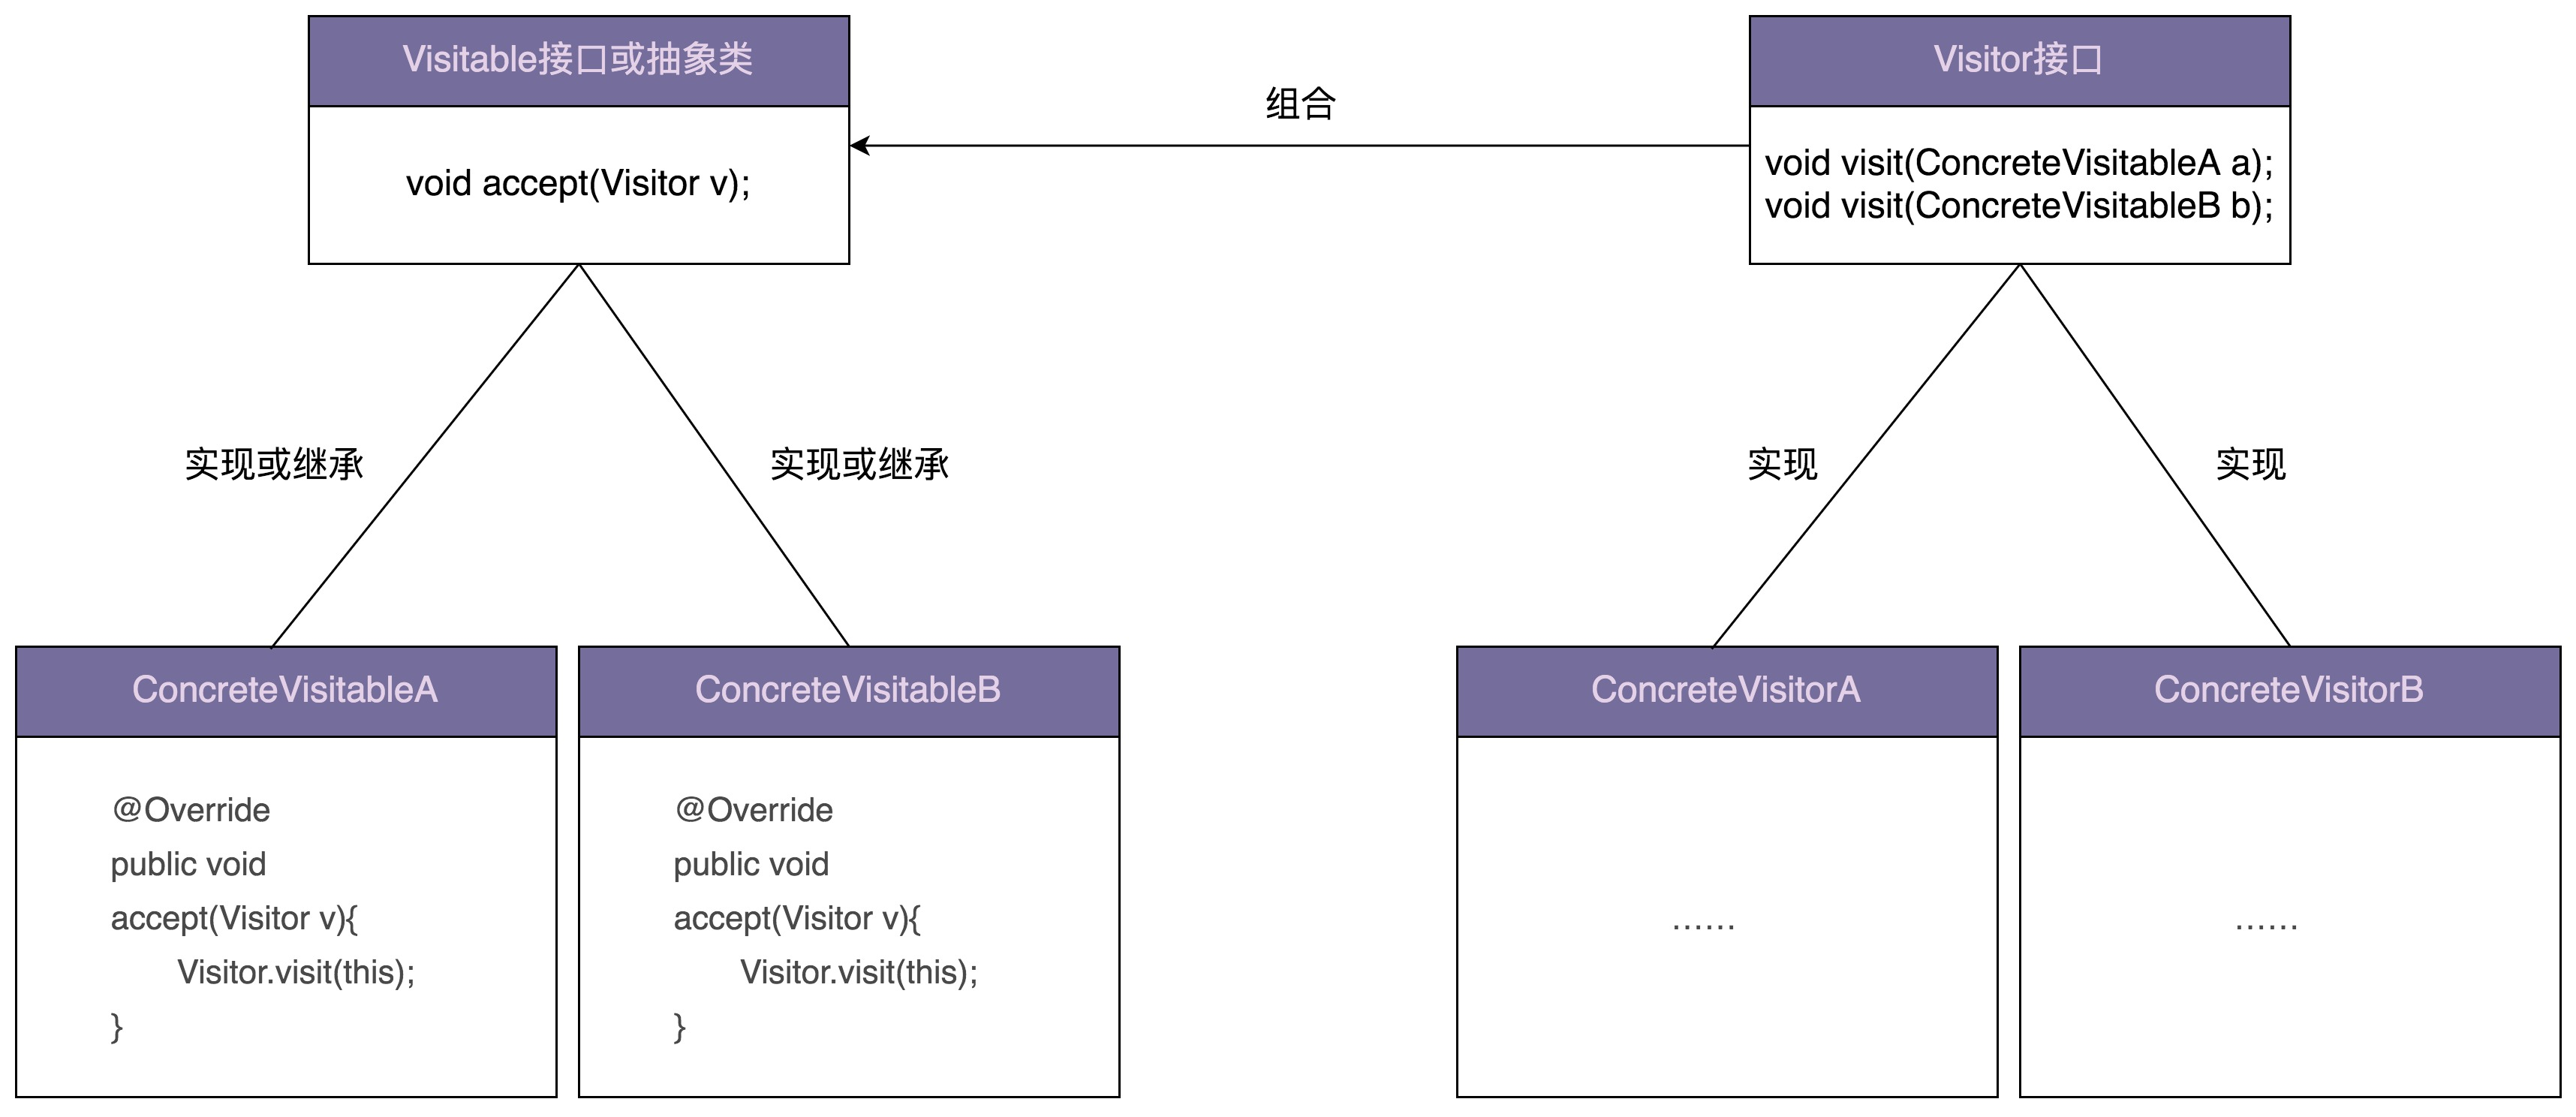 Visitable接口或抽象类
void accept(Visitor v);
组合
Visitor接口
void visit(ConcreteVisitableA a);
void visit(ConcreteVisitableB b);
实现或继承
实现或继承
实现
实现
ConcreteVisitableA
@Override
public void
accept(Visitor v){
Visitor.visit(this);
}
ConcreteVisitableB
@Override
public void
accept(Visitor v){
Visitor.visit(this);
}
ConcreteVisitorA
......
ConcreteVisitorB
......